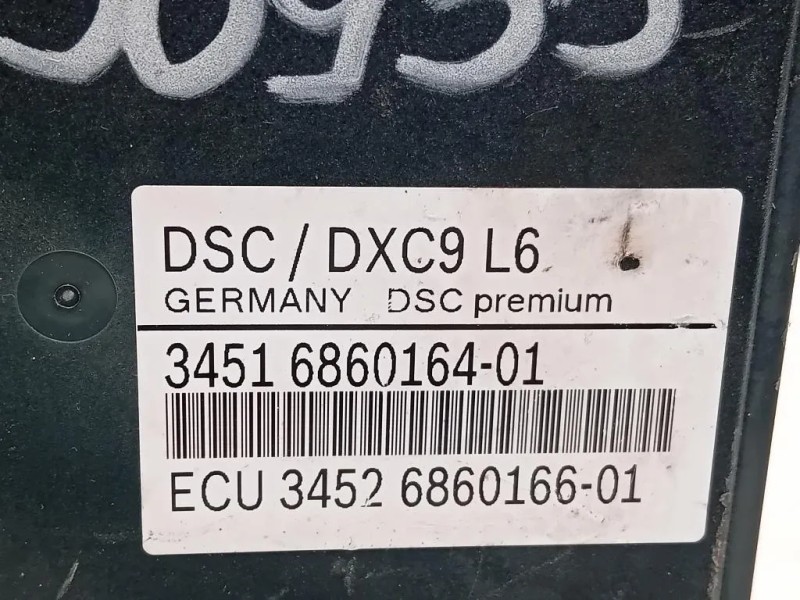 DSC / DXC9 L6
GERMANY DSC premium
3451 6860164-01
ECU 3452 6860166-01